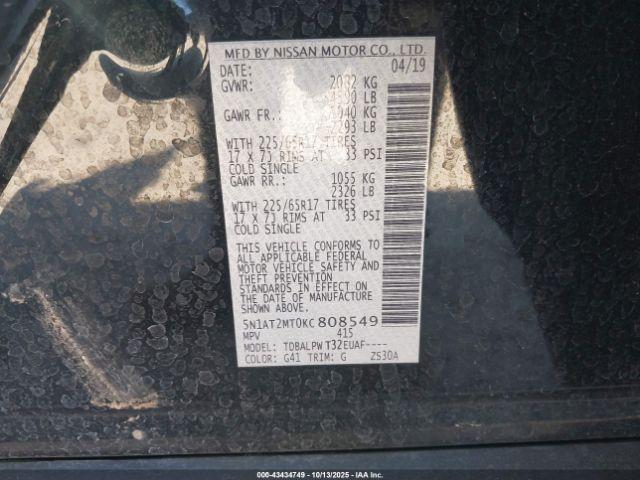 MFD BY NISSAN MOTOR CO., LTD.
DATE: 04/19
GVWR: KG
LB
GAWR FR.: KG
LB
WITH 225/65R17 TIRES
17 X 7J RIMS AT 33 PSI
COLD SINGLE
GAWR RR.: 1055 KG
2326 LB
WITH 225/65R17 TIRES
17 X 7J RIMS AT 33 PSI
COLD SINGLE
THIS VEHICLE CONFORMS TO
ALL APPLICABLE FEDERAL
MOTOR VEHICLE SAFETY AND
THEFT PREVENTION
STANDARDS IN EFFECT ON
THE DATE OF MANUFACTURE
SHOWN ABOVE.
5N1AT2MT0KC808549
MPV 415
MODEL: TDBALPW T32EUAF----
COLOR: G41 TRIM: G ZS30A
000-43434749 - 10/13/2025 - IAA Inc.